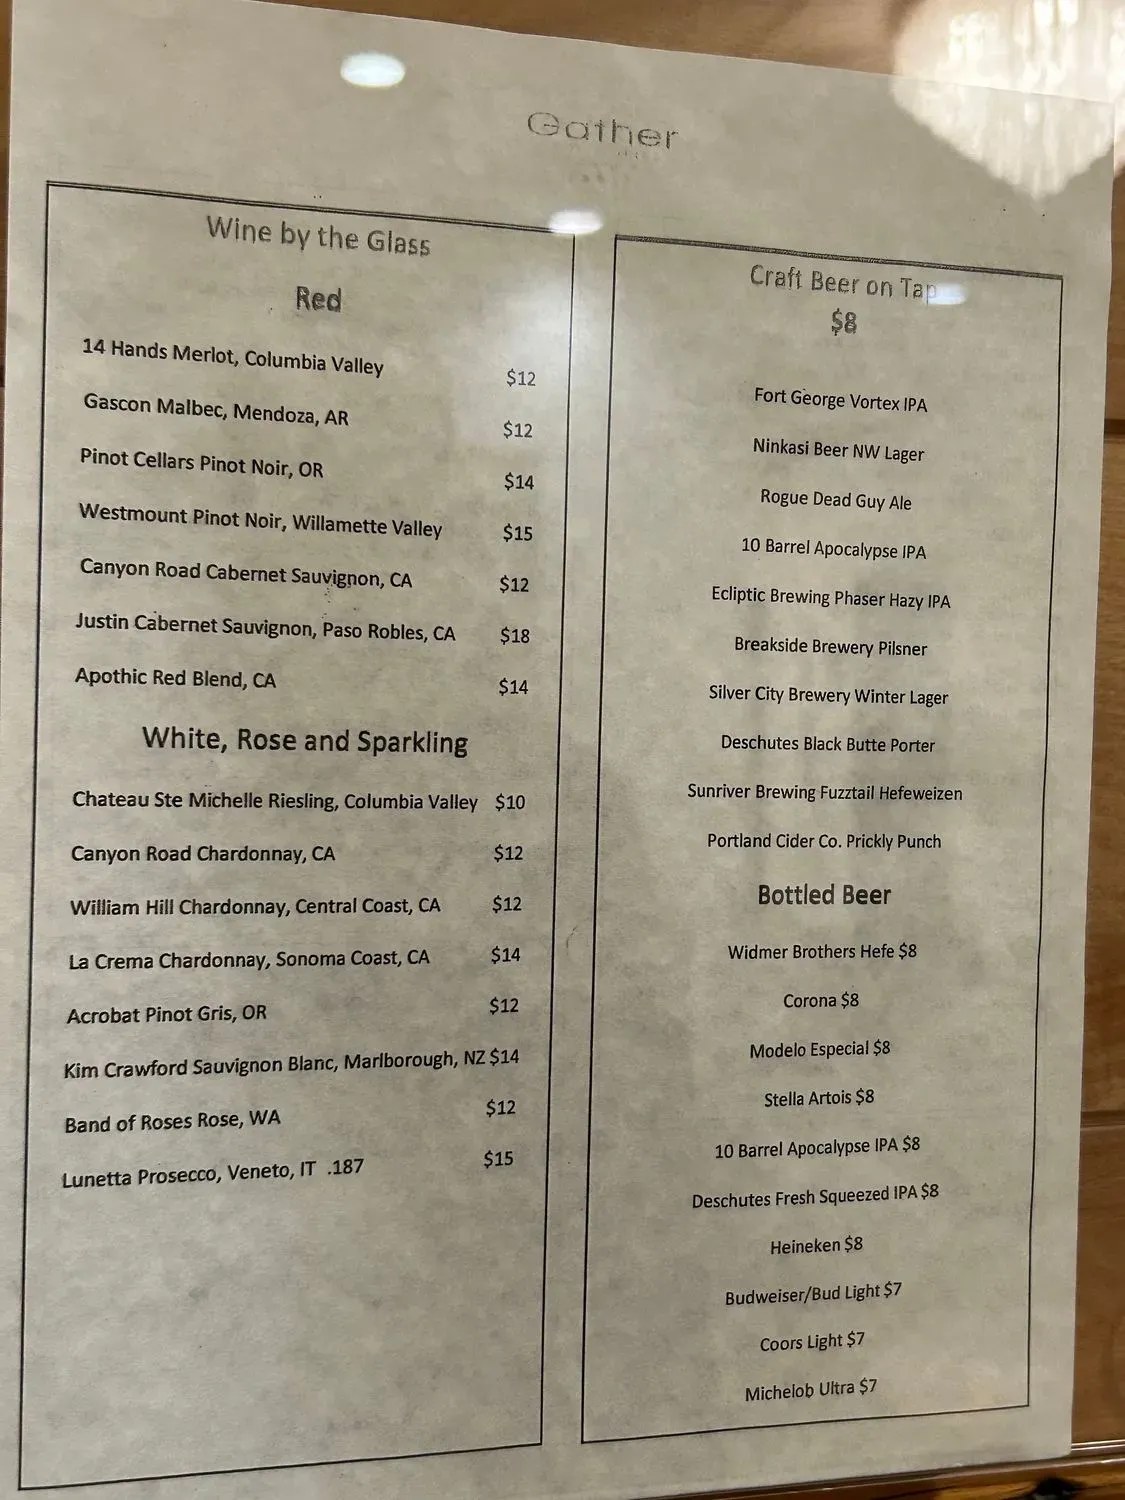 Gather
Wine by the Glass
Red
14 Hands Merlot, Columbia Valley $12
Gascon Malbec, Mendoza, AR $12
Pinot Cellars Pinot Noir, OR $14
Westmount Pinot Noir, Willamette Valley $15
Canyon Road Cabernet Sauvignon, CA $12
Justin Cabernet Sauvignon, Paso Robles, CA $18
Apothic Red Blend, CA $14
White, Rose and Sparkling
Chateau Ste Michelle Riesling, Columbia Valley $10
Canyon Road Chardonnay, CA $12
William Hill Chardonnay, Central Coast, CA $12
La Crema Chardonnay, Sonoma Coast, CA $14
Acrobat Pinot Gris, OR $12
Kim Crawford Sauvignon Blanc, Marlborough, NZ $14
Band of Roses Rose, WA $12
Lunetta Prosecco, Veneto, IT .187 $15
Craft Beer on Tap
$8
Fort George Vortex IPA
Ninkasi Beer NW Lager
Rogue Dead Guy Ale
10 Barrel Apocalypse IPA
Ecliptic Brewing Phaser Hazy IPA
Breakside Brewery Pilsner
Silver City Brewery Winter Lager
Deschutes Black Butte Porter
Sunriver Brewing Fuzztail Hefeweizen
Portland Cider Co. Prickly Punch
Bottled Beer
Widmer Brothers Hefe $8
Corona $8
Modelo Especial $8
Stella Artois $8
10 Barrel Apocalypse IPA $8
Deschutes Fresh Squeezed IPA $8
Heineken $8
Budweiser/Bud Light $7
Coors Light $7
Michelob Ultra $7